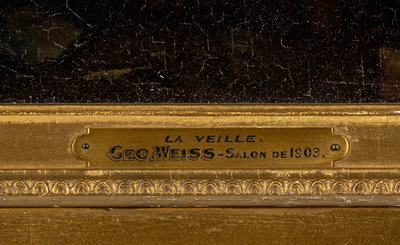 LA VEILLE.
GEO.WEISS-SALON DE 1903.